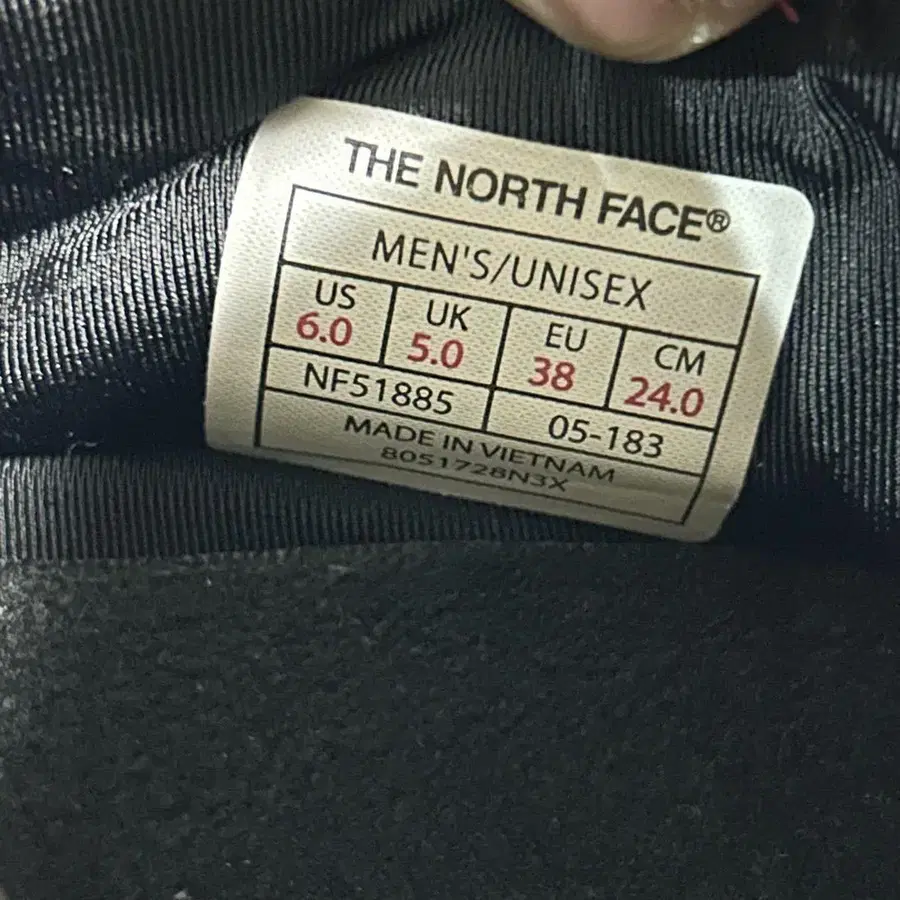 THE NORTH FACE®
MEN'S/UNISEX
US UK EU CM
6.0 5.0 38 24.0
NF51885 05-183
MADE IN VIETNAM
8051728N3X